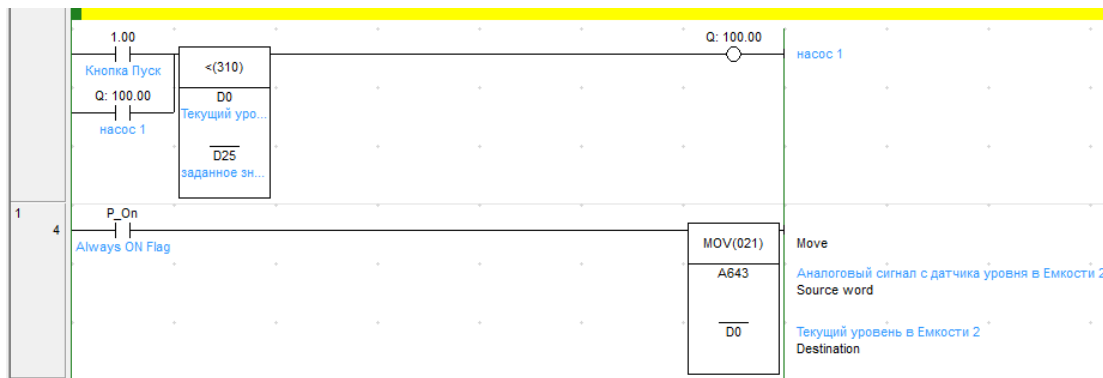 1.00
Кнопка Пуск
Q: 100.00
насос 1
<(310)
D0
Текущий уро...
D25
заданное зн...
Q: 100.00
насос 1
1
4
P_On
Always ON Flag
MOV(021)
Move
A643
Аналоговый сигнал с датчика уровня в Емкости 2
Source word
D0
Текущий уровень в Емкости 2
Destination